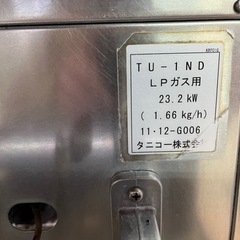 TU-1ND
LPガス用
23.2 kW
( 1.66 kg/h)
11·12-G006
タニコー株式会